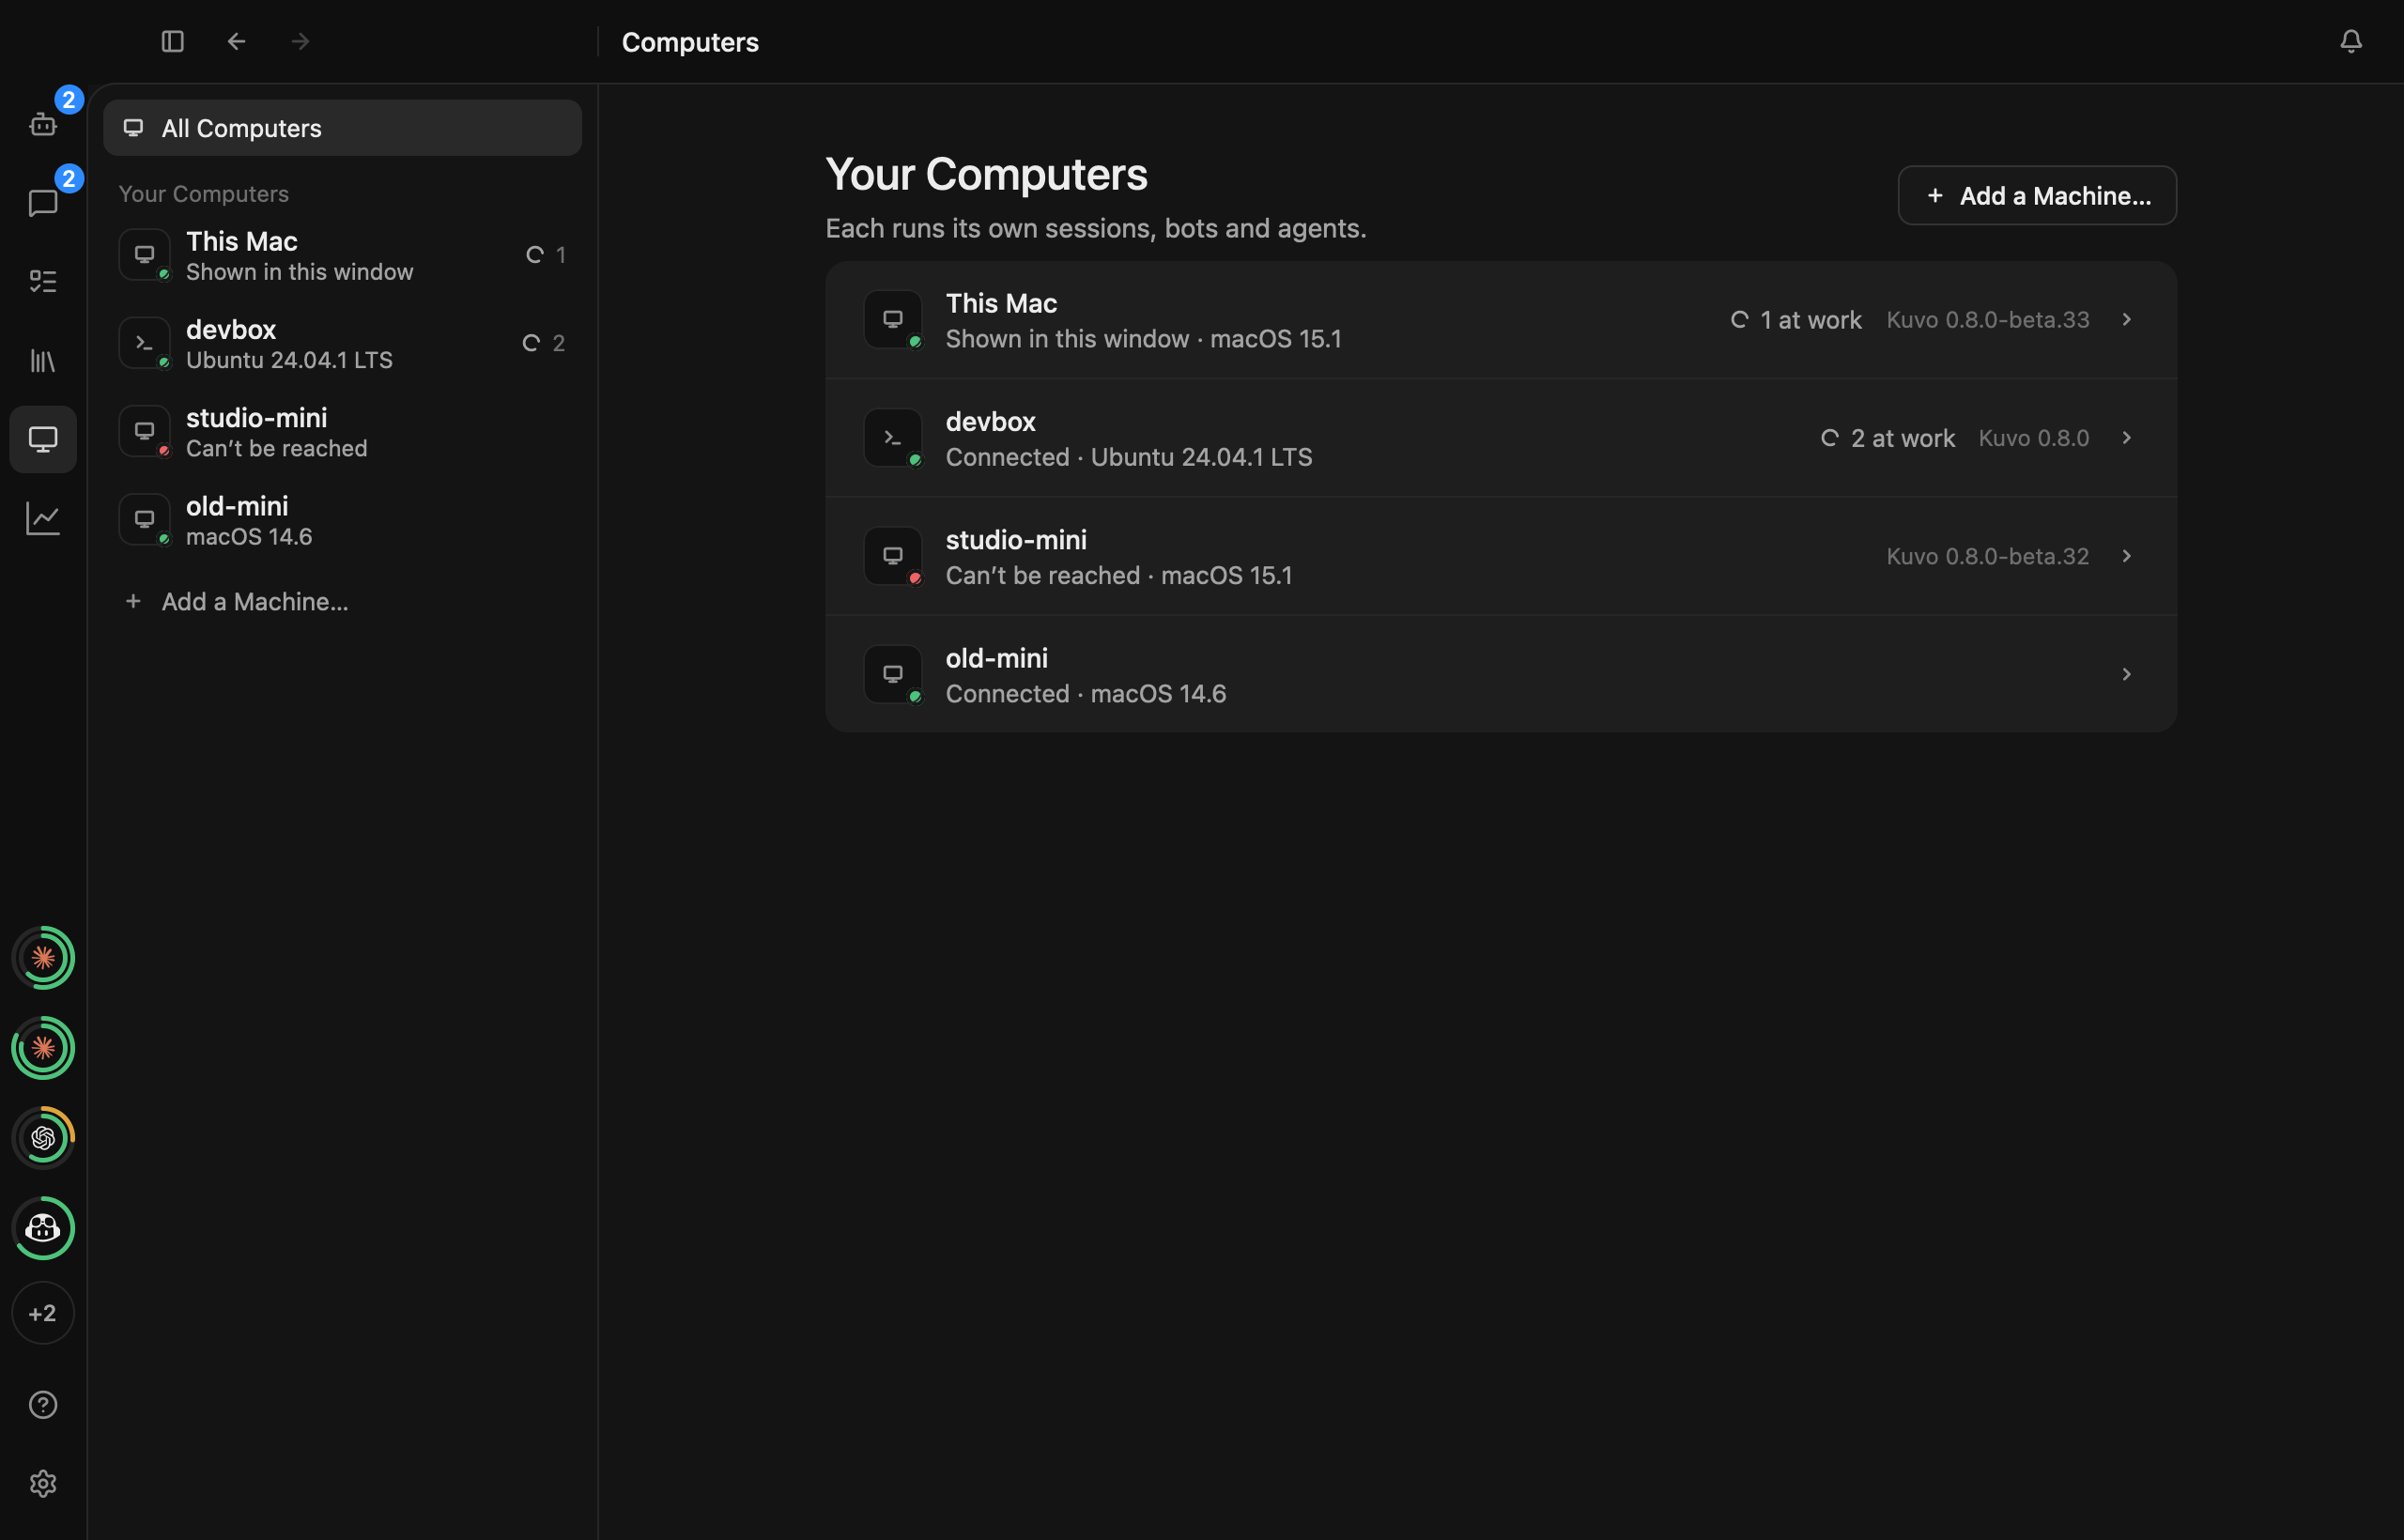 Computers
2
2
All Computers
Your Computers
This Mac
Shown in this window
1
devbox
Ubuntu 24.04.1 LTS
2
studio-mini
Can’t be reached
old-mini
macOS 14.6
+ Add a Machine...
Your Computers
Each runs its own sessions, bots and agents.
+ Add a Machine...
This Mac
Shown in this window · macOS 15.1
1 at work
Kuvo 0.8.0-beta.33
devbox
Connected · Ubuntu 24.04.1 LTS
2 at work
Kuvo 0.8.0
studio-mini
Can’t be reached · macOS 15.1
Kuvo 0.8.0-beta.32
old-mini
Connected · macOS 14.6
+2